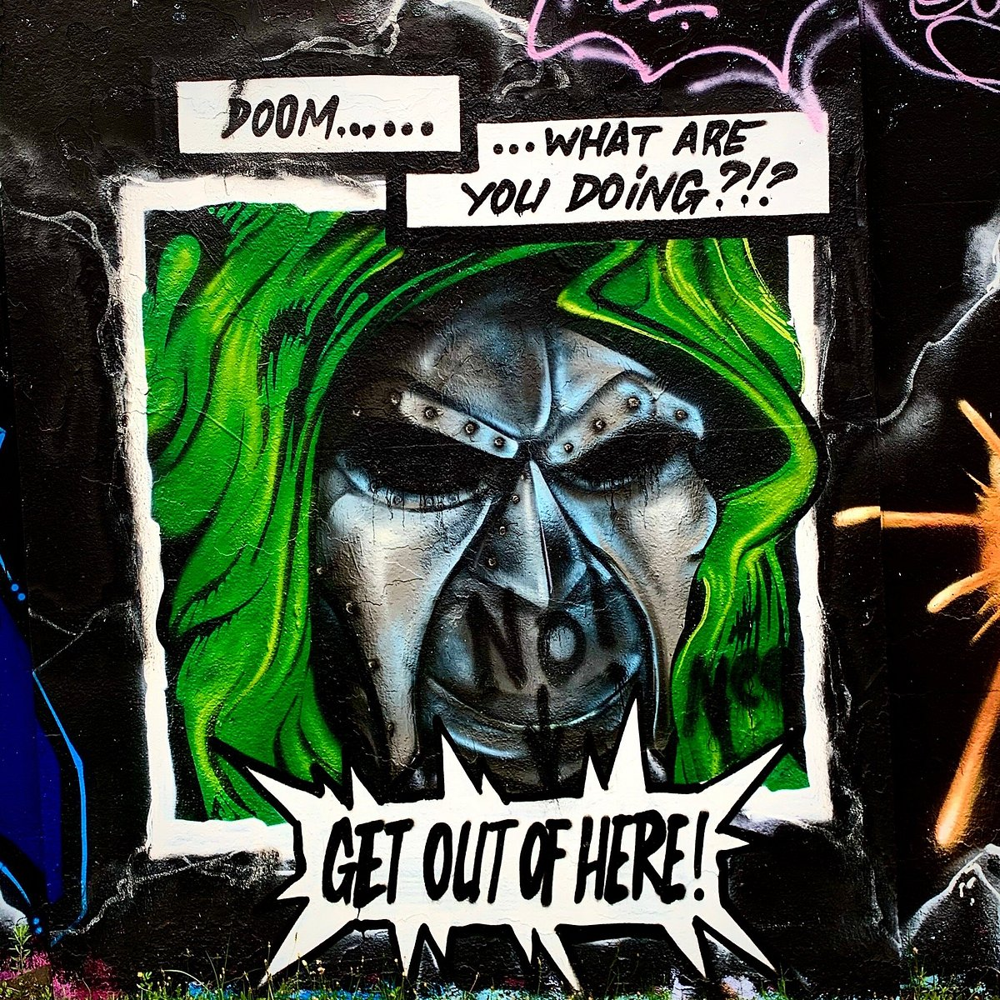 DOOM......
...WHAT ARE
YOU DOiNG?!?
NO!
GET OUT OF HERE!